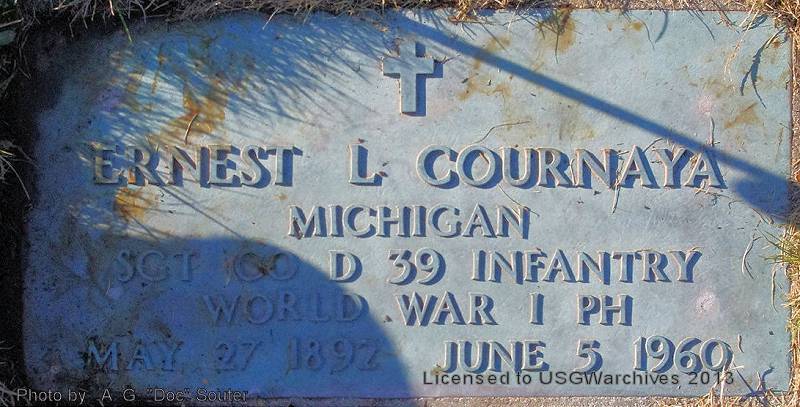 ERNEST L COURNAYA
MICHIGAN
SGT CO D 39 INFANTRY
WORLD WAR I PH
MAY 27 1892 JUNE 5 1960
Licensed to USGWarchives 2013
Photo by A. G. "Doc" Souter